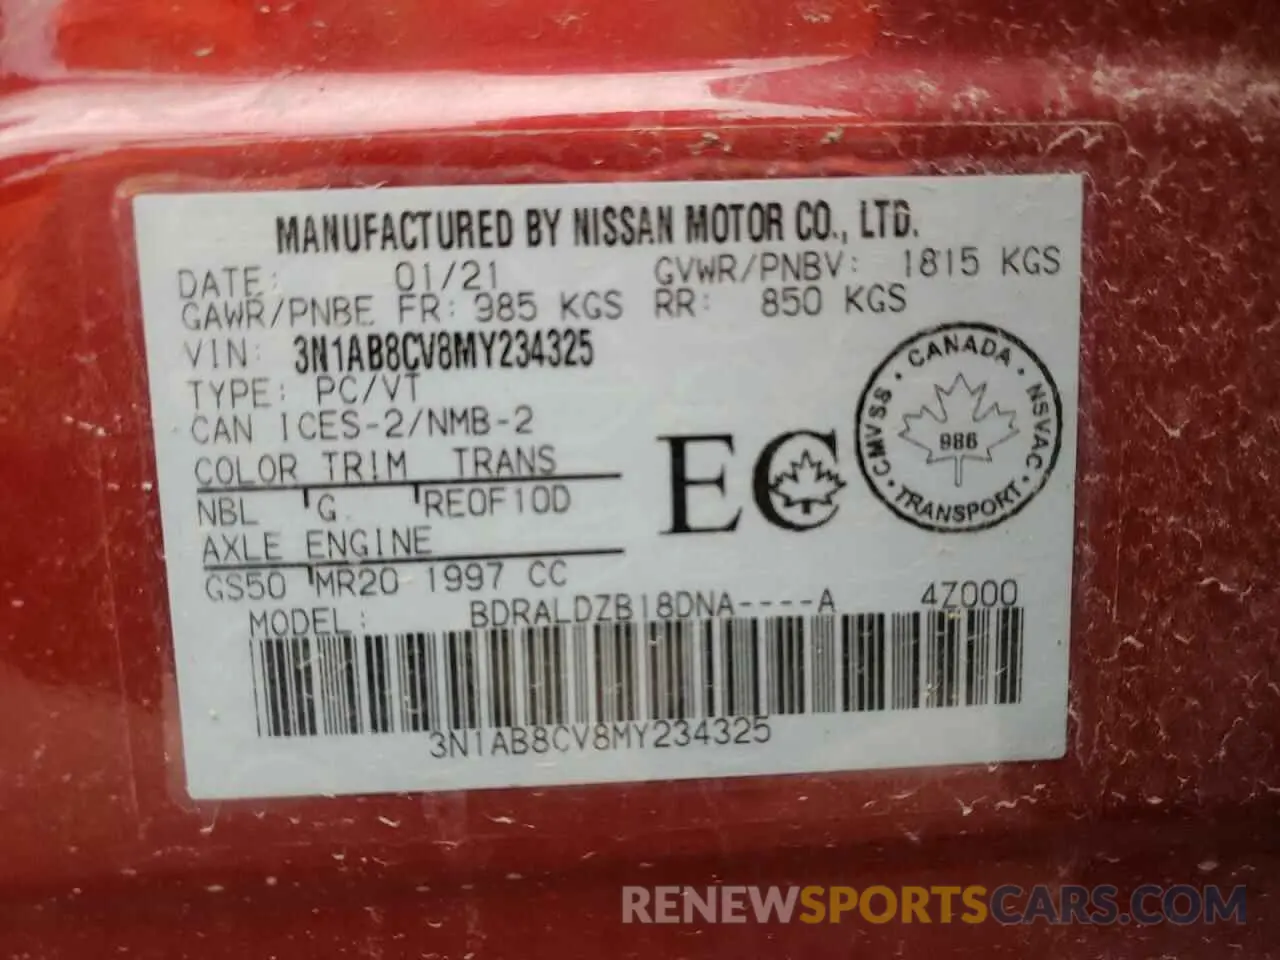 MANUFACTURED BY NISSAN MOTOR CO., LTD.
DATE: 01/21 GVWR/PNBV: 1815 KGS
GAWR/PNBE FR: 985 KGS RR: 850 KGS
VIN: 3N1AB8CV8MY234325
TYPE: PC/VT
CAN ICES-2/NMB-2
COLOR TRIM TRANS
NBL G RE0F10D
AXLE ENGINE
GS50 MR20 1997 CC
MODEL: BDRALDZB18DNA----A 4Z000
3N1AB8CV8MY234325
EC
CANADA
CMVSS · NSVAC
986
TRANSPORT
RENEWSPORTSCARS.COM